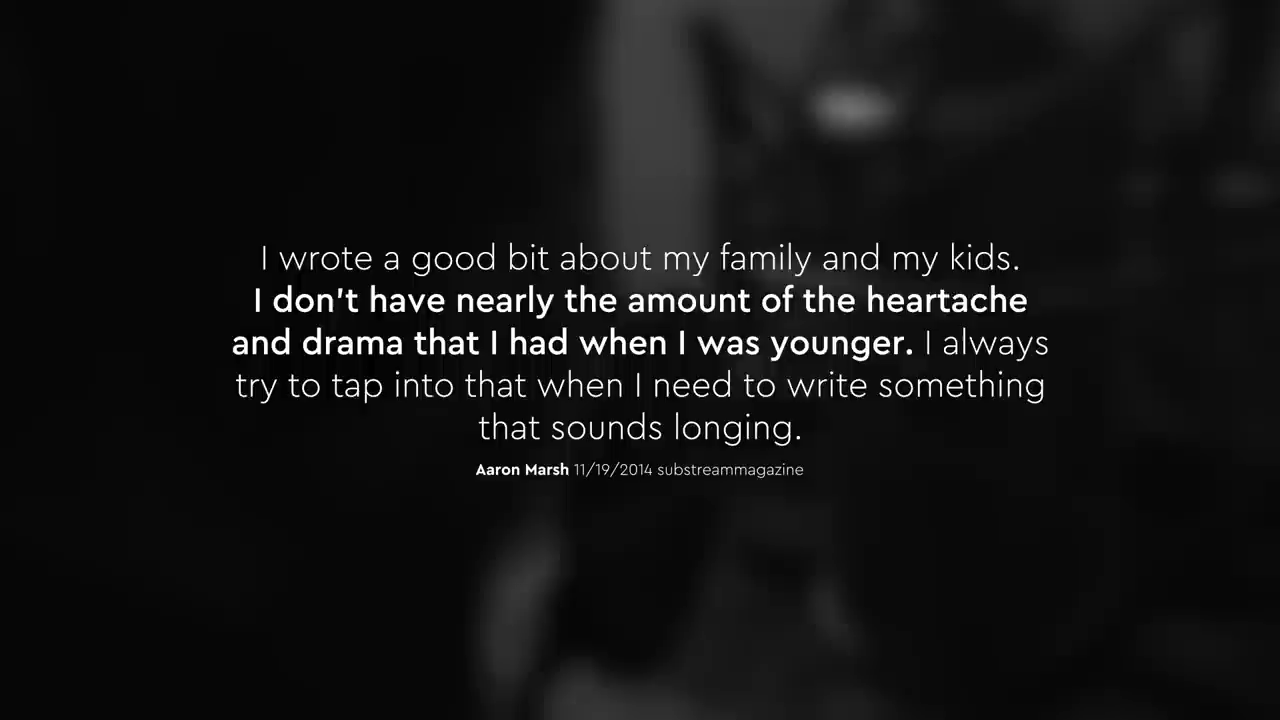 I wrote a good bit about my family and my kids.
I don't have nearly the amount of the heartache
and drama that I had when I was younger. I always
try to tap into that when I need to write something
that sounds longing.
Aaron Marsh 11/19/2014 substreammagazine